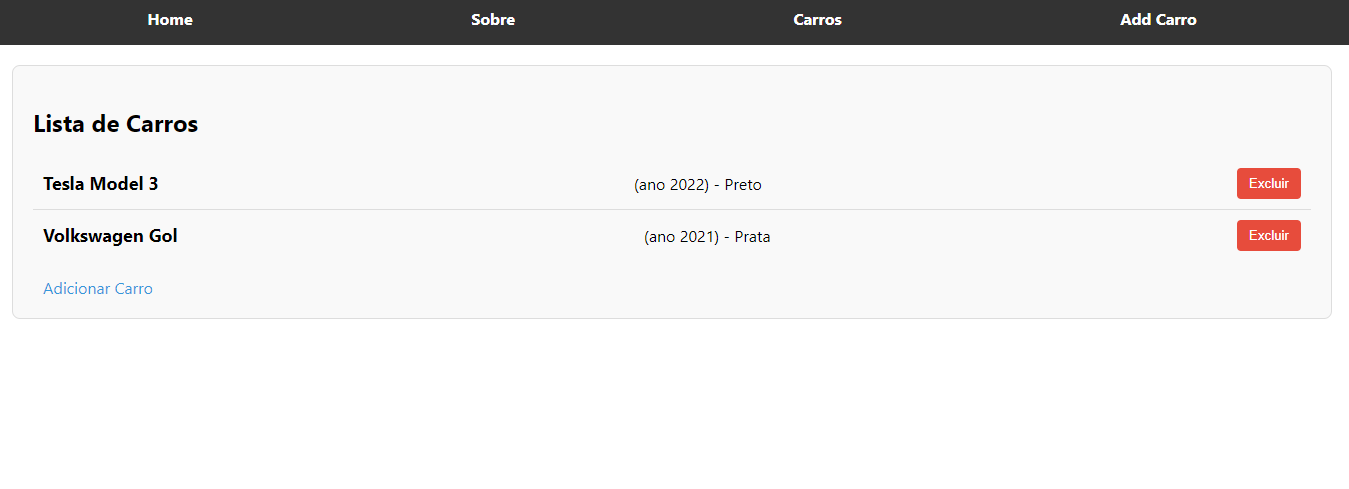 Home Sobre Carros Add Carro
Lista de Carros
Tesla Model 3 (ano 2022) - Preto Excluir
Volkswagen Gol (ano 2021) - Prata Excluir
Adicionar Carro